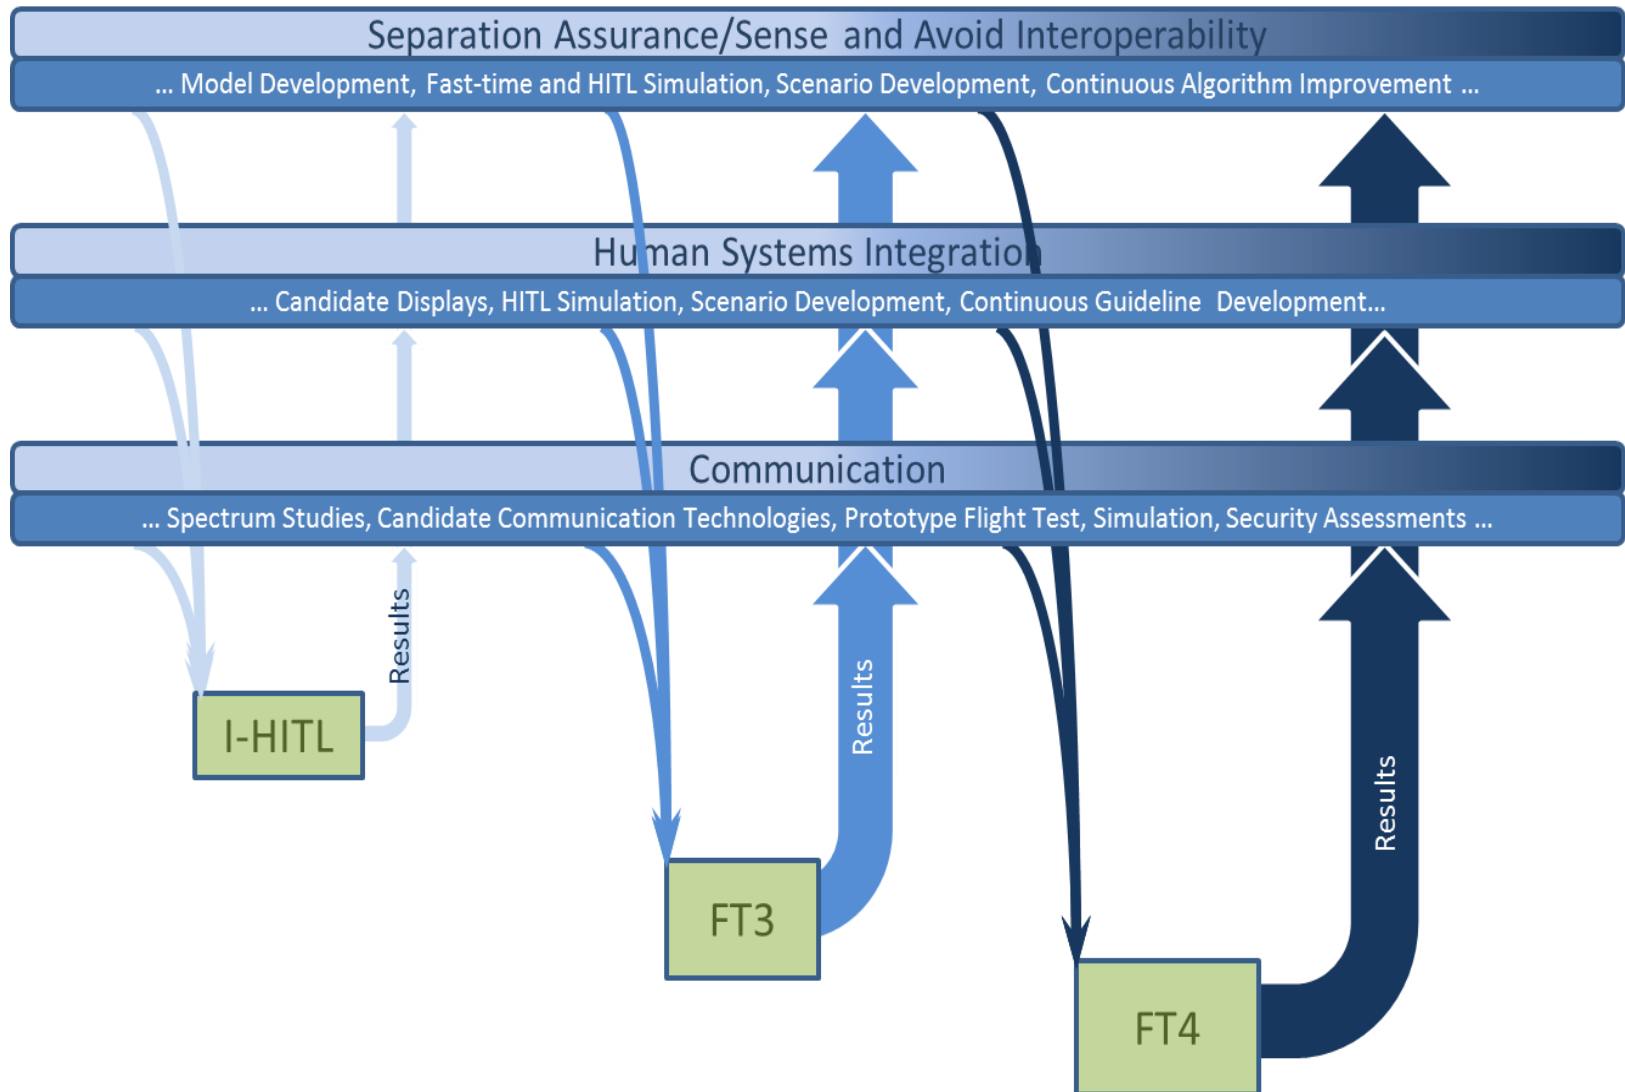 Separation Assurance/Sense and Avoid Interoperability
... Model Development, Fast-time and HITL Simulation, Scenario Development, Continuous Algorithm Improvement ...
Human Systems Integration
... Candidate Displays, HITL Simulation, Scenario Development, Continuous Guideline Development...
Communication
... Spectrum Studies, Candidate Communication Technologies, Prototype Flight Test, Simulation, Security Assessments ...
Results
I-HITL
Results
FT3
Results
FT4